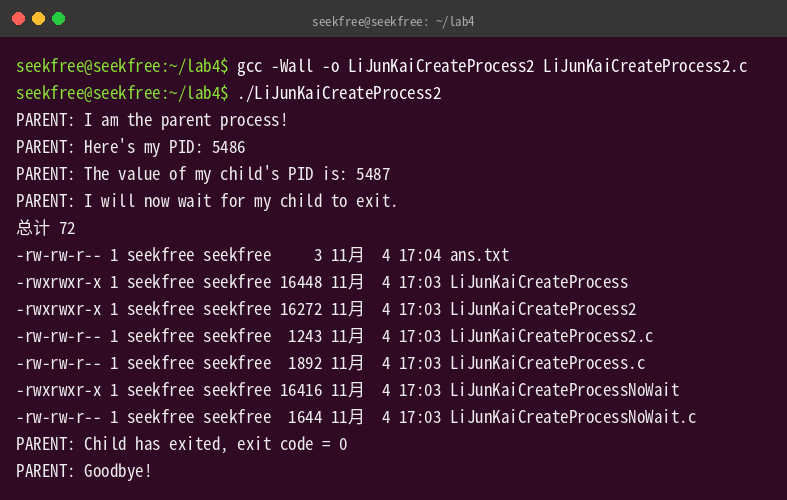 seekfree@seekfree: ~/lab4
seekfree@seekfree:~/lab4$ gcc -Wall -o LiJunKaiCreateProcess2 LiJunKaiCreateProcess2.c
seekfree@seekfree:~/lab4$ ./LiJunKaiCreateProcess2
PARENT: I am the parent process!
PARENT: Here's my PID: 5486
PARENT: The value of my child's PID is: 5487
PARENT: I will now wait for my child to exit.
总计 72
-rw-rw-r-- 1 seekfree seekfree     3 11月  4 17:04 ans.txt
-rwxrwxr-x 1 seekfree seekfree 16448 11月  4 17:03 LiJunKaiCreateProcess
-rwxrwxr-x 1 seekfree seekfree 16272 11月  4 17:03 LiJunKaiCreateProcess2
-rw-rw-r-- 1 seekfree seekfree  1243 11月  4 17:03 LiJunKaiCreateProcess2.c
-rw-rw-r-- 1 seekfree seekfree  1892 11月  4 17:03 LiJunKaiCreateProcess.c
-rwxrwxr-x 1 seekfree seekfree 16416 11月  4 17:03 LiJunKaiCreateProcessNoWait
-rw-rw-r-- 1 seekfree seekfree  1644 11月  4 17:03 LiJunKaiCreateProcessNoWait.c
PARENT: Child has exited, exit code = 0
PARENT: Goodbye!